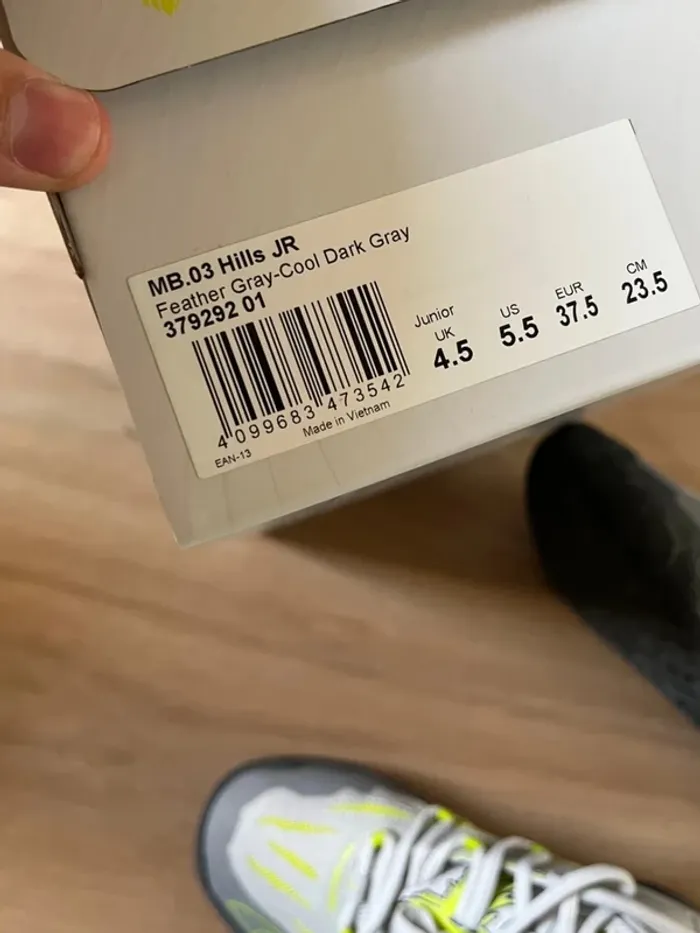 MB.03 Hills JR
Feather Gray-Cool Dark Gray
379292 01
4 099683 473542
EAN-13
Made in Vietnam
Junior
UK
4.5
US
5.5
EUR
37.5
CM
23.5